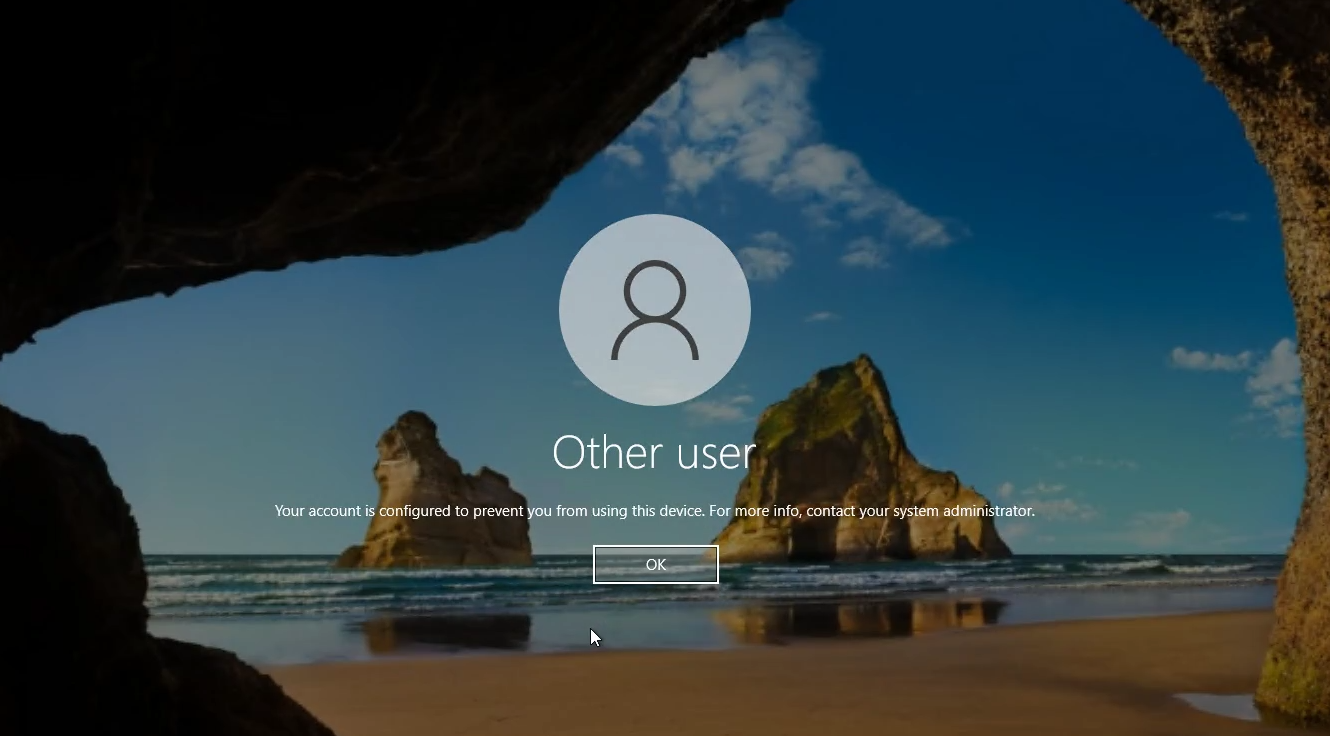 Other user
Your account is configured to prevent you from using this device. For more info, contact your system administrator.
OK